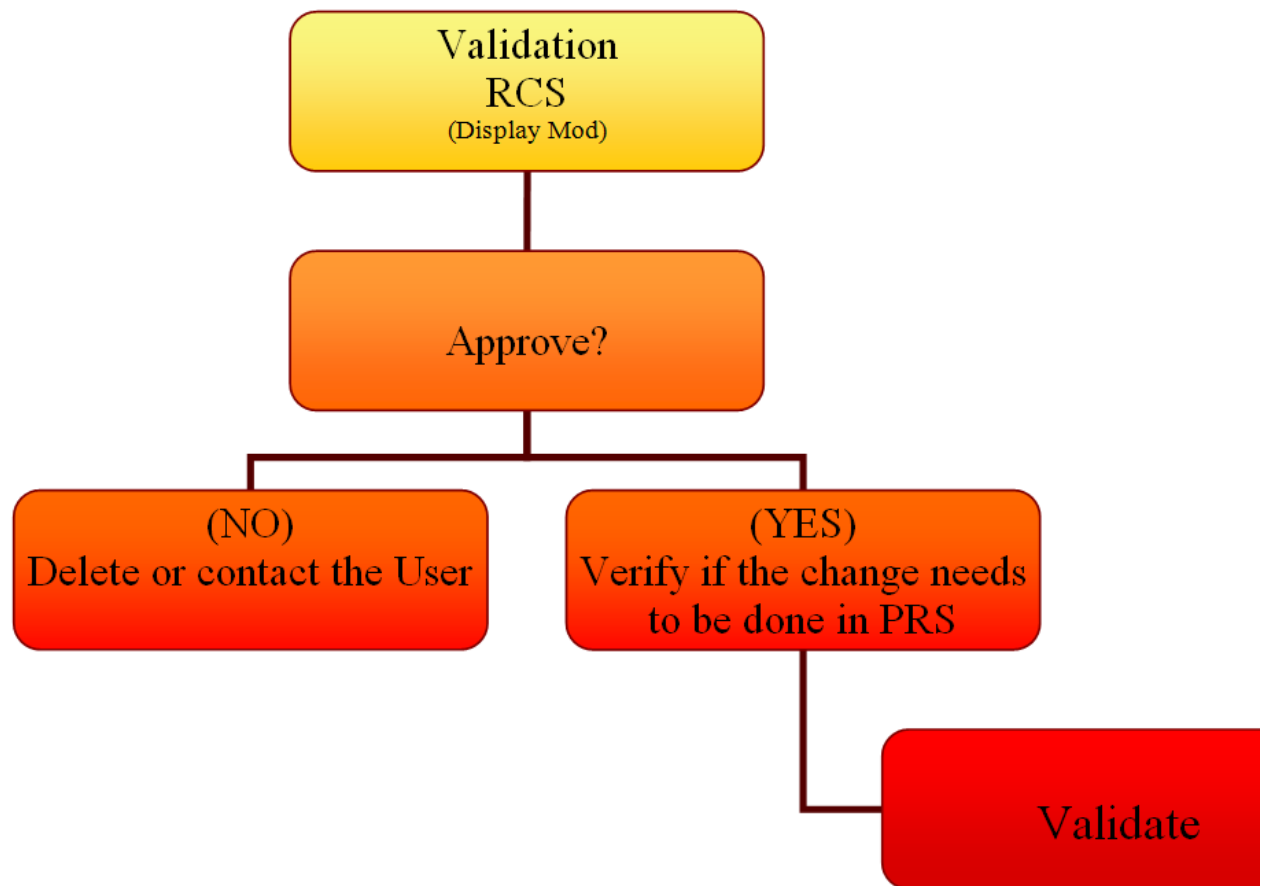 Validation
RCS
(Display Mod)
Approve?
(NO)
Delete or contact the User
(YES)
Verify if the change needs
to be done in PRS
Validate